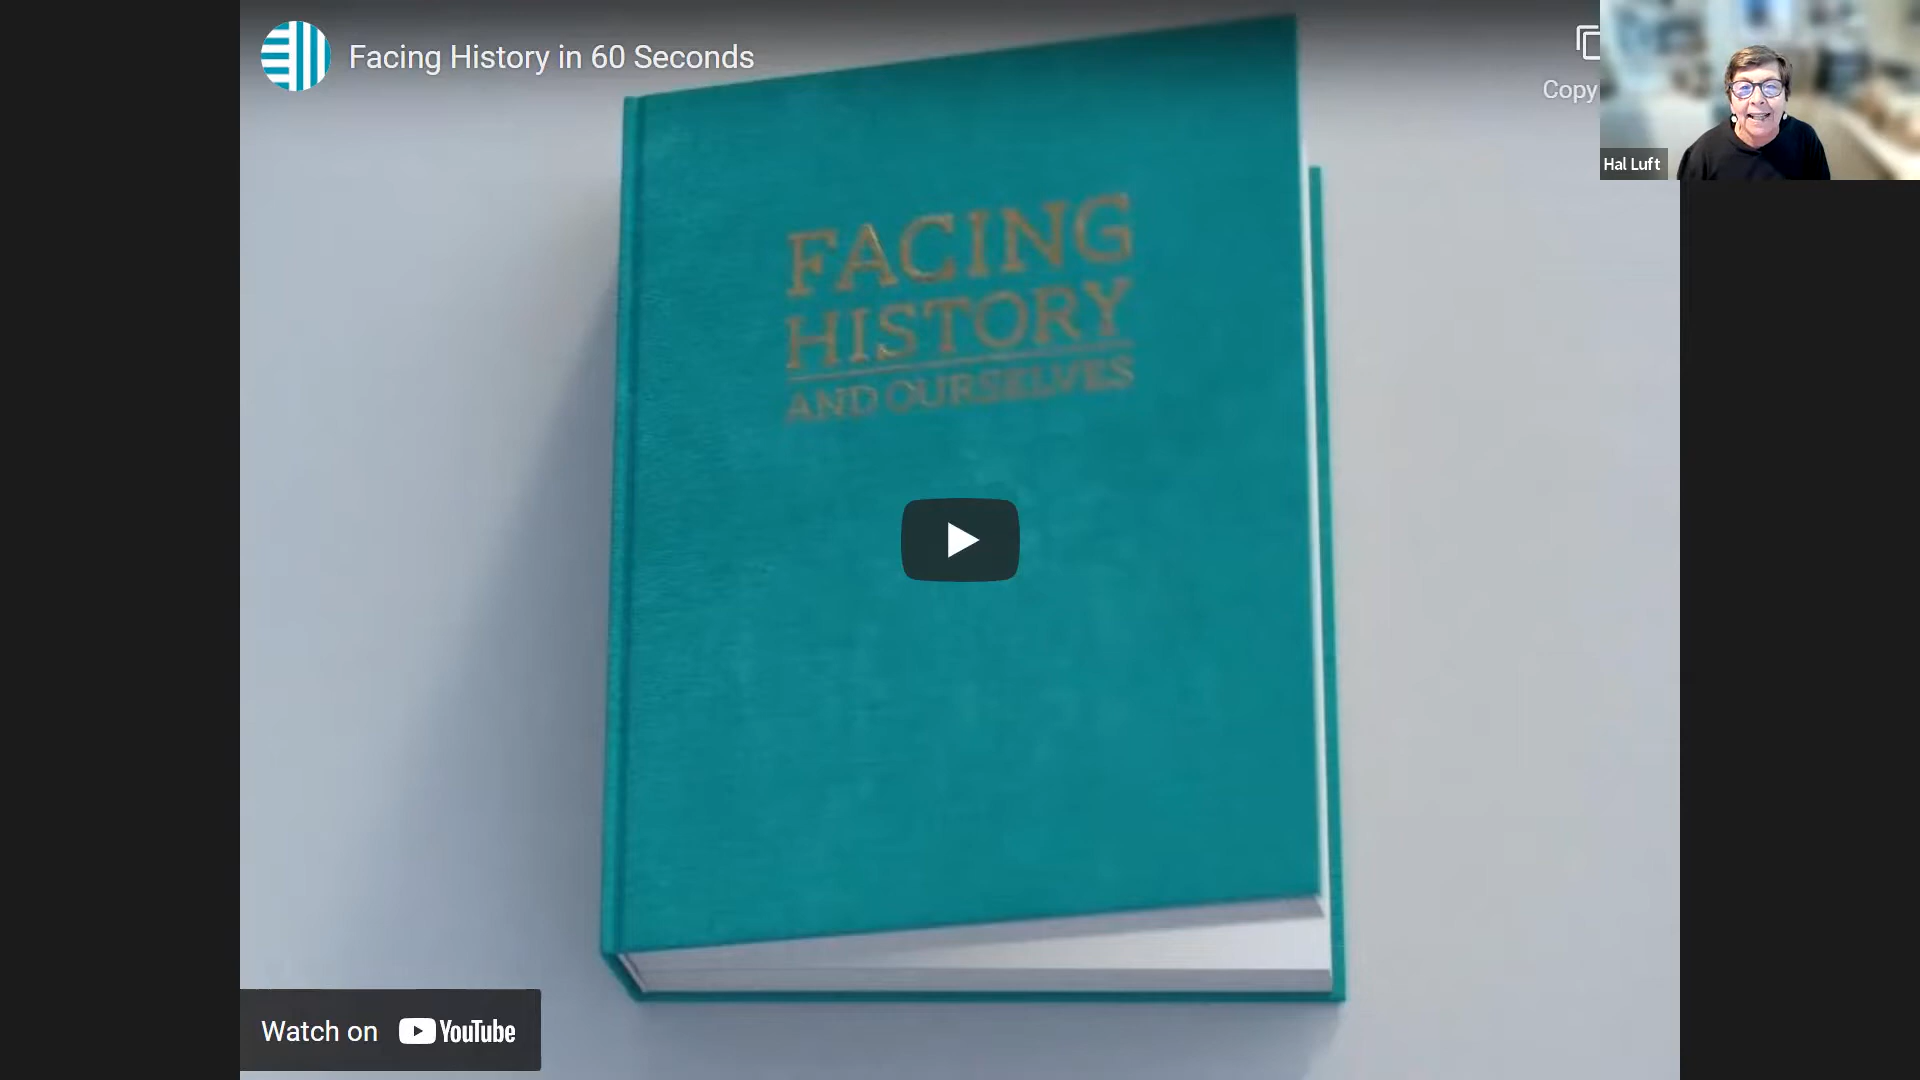 Facing History in 60 Seconds
Copy
Hal Luft
FACING
HISTORY
AND OURSELVES
Watch on YouTube